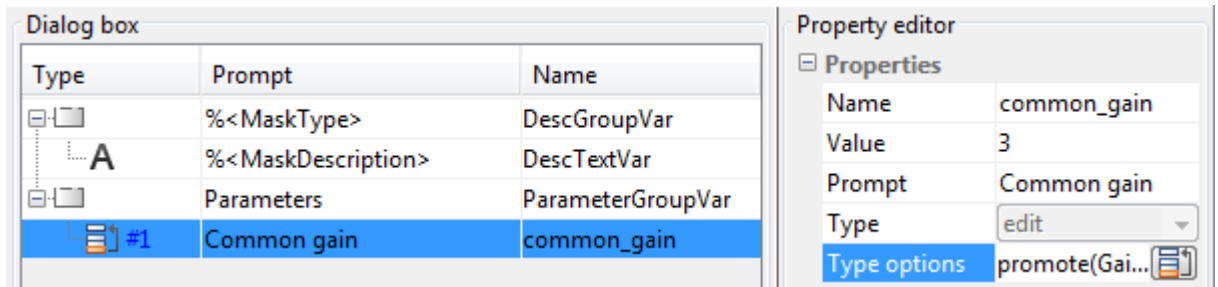 Dialog box
Type Prompt Name
%<MaskType> DescGroupVar
A %<MaskDescription> DescTextVar
Parameters ParameterGroupVar
#1 Common gain common_gain
Property editor
Properties
Name common_gain
Value 3
Prompt Common gain
Type edit
Type options promote(Gai...